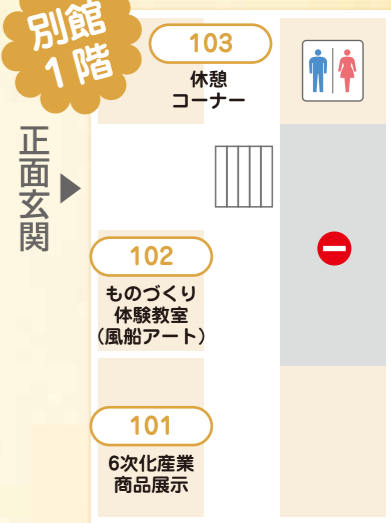 別館
1階
正面玄関
103
休憩
コーナー
102
ものづくり
体験教室
（風船アート）
101
6次化産業
商品展示